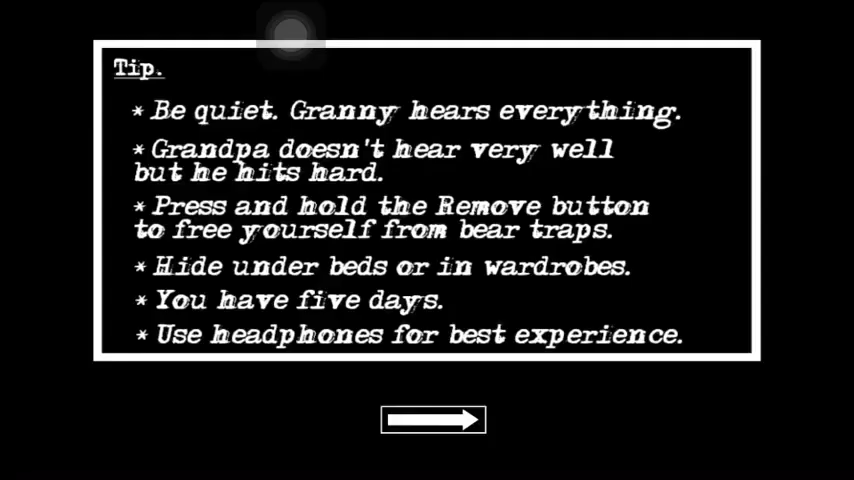 Tip.
* Be quiet. Granny hears everything.
* Grandpa doesn't hear very well
but he hits hard.
* Press and hold the Remove button
to free yourself from bear traps.
* Hide under beds or in wardrobes.
* You have five days.
* Use headphones for best experience.